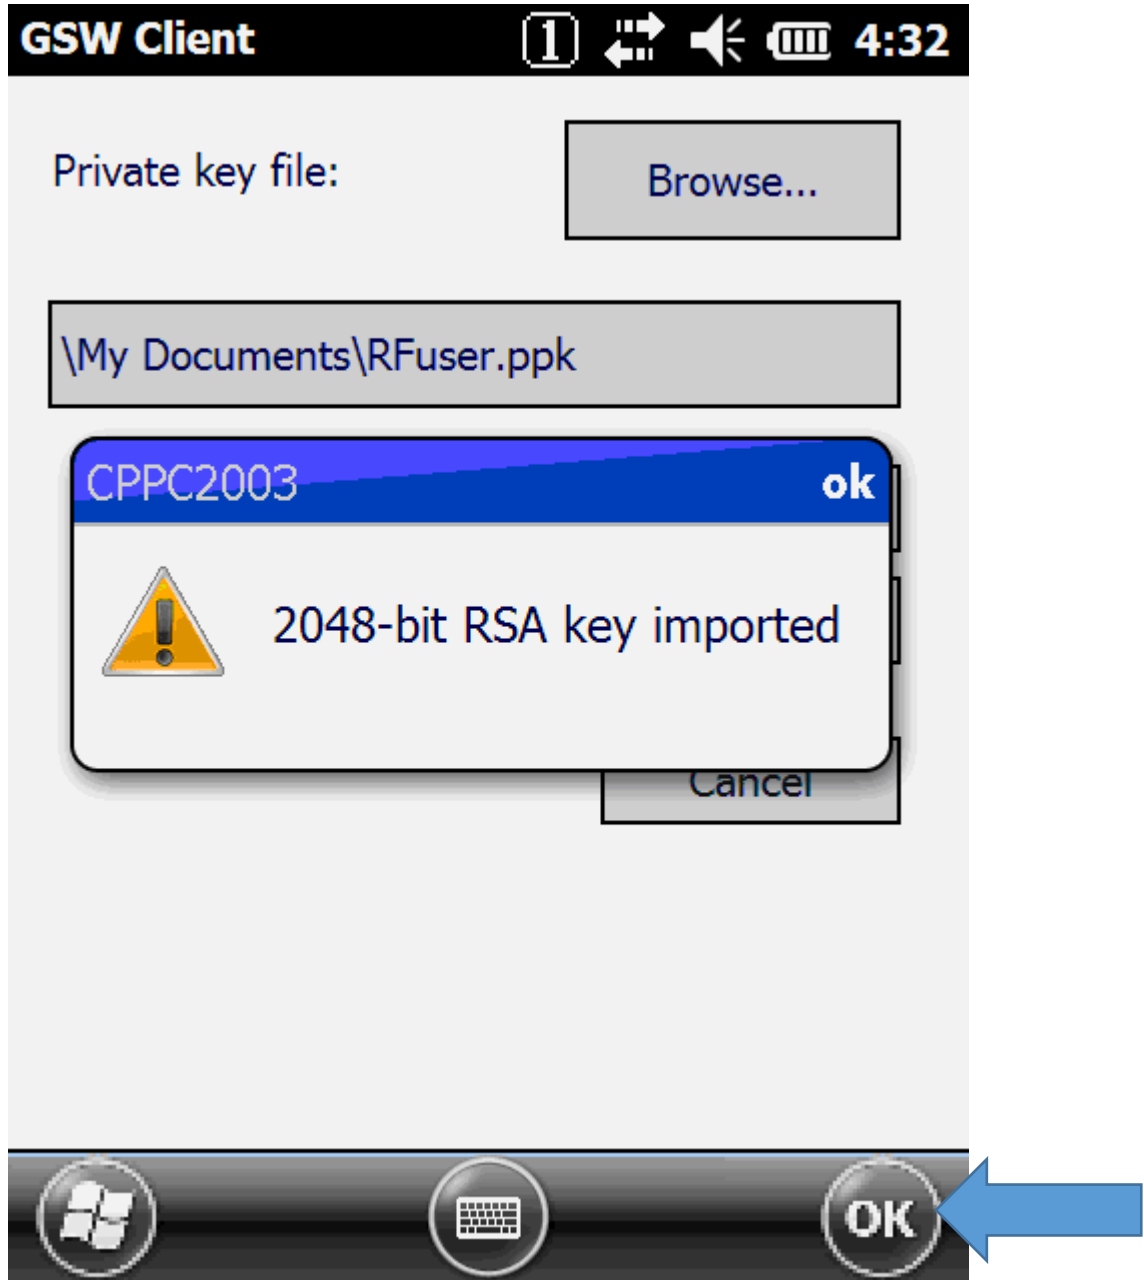 GSW Client 1 4:32
Private key file:
Browse...
\My Documents\RFuser.ppk
CPPC2003 ok
2048-bit RSA key imported
Cancel
OK